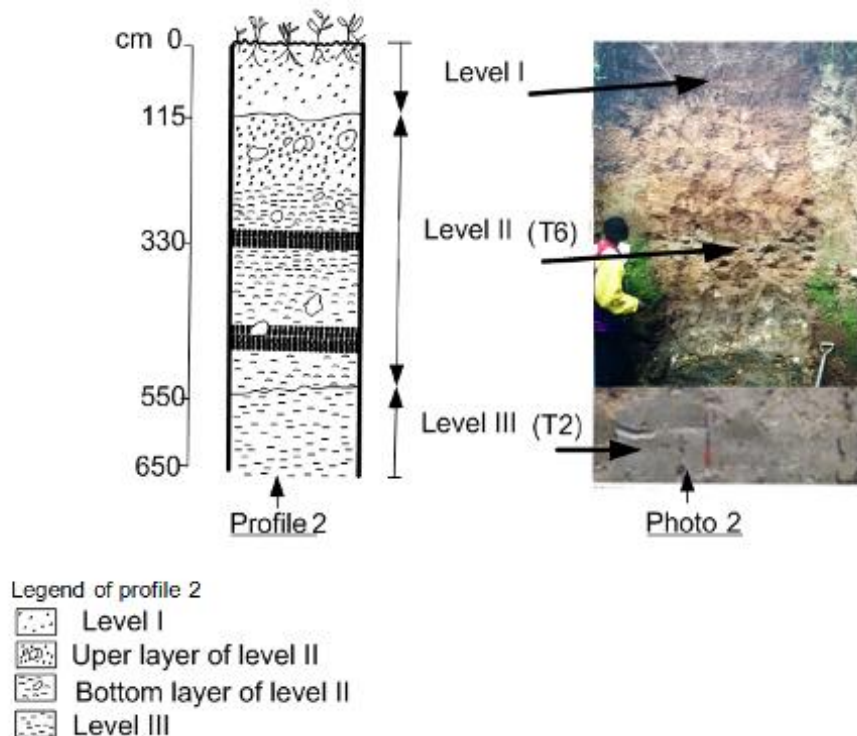 cm 0
115
330
550
650
Level I
Level II (T6)
Level III (T2)
Profile 2
Photo 2
Legend of profile 2
Level I
Uper layer of level II
Bottom layer of level II
Level III